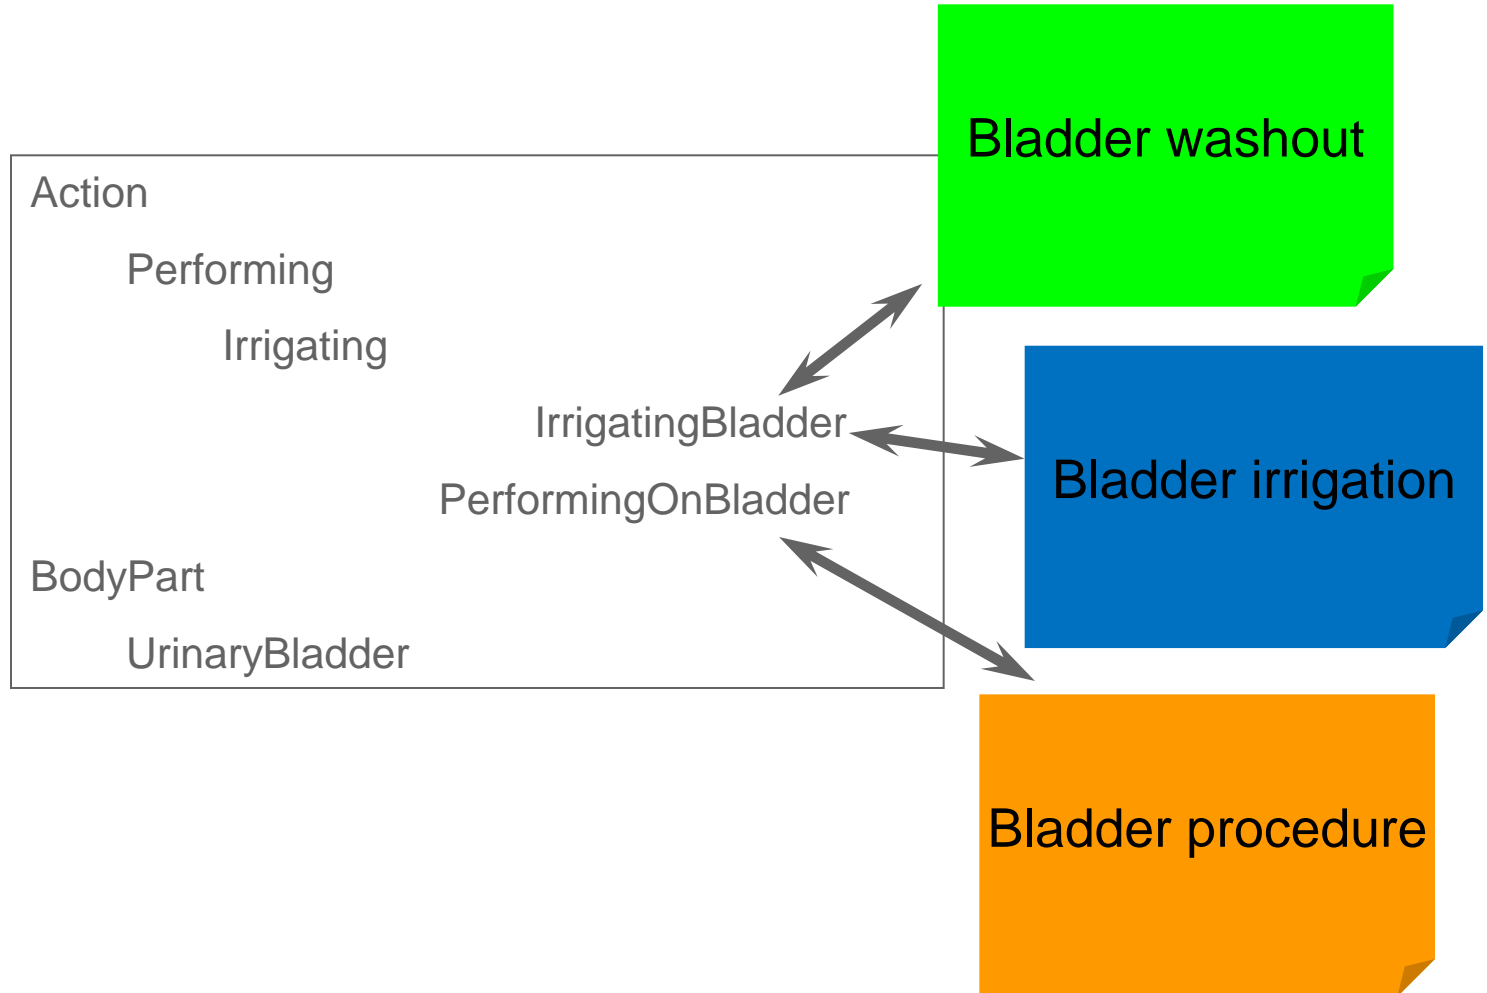 Action
Performing
Irrigating
IrrigatingBladder
PerformingOnBladder
BodyPart
UrinaryBladder
Bladder washout
Bladder irrigation
Bladder procedure